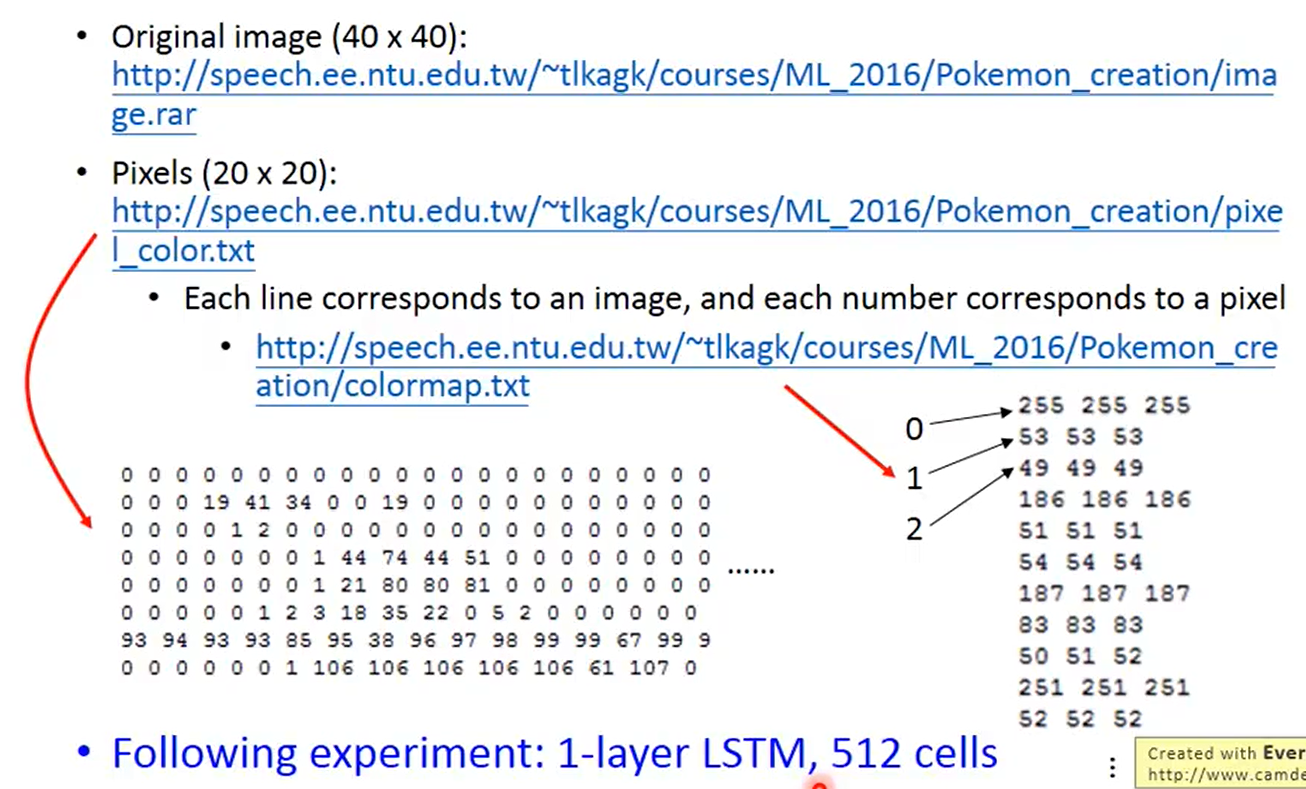 • Original image (40 x 40):
http://speech.ee.ntu.edu.tw/~tlkagk/courses/ML_2016/Pokemon_creation/ima
ge.rar
• Pixels (20 x 20):
http://speech.ee.ntu.edu.tw/~tlkagk/courses/ML_2016/Pokemon_creation/pixe
l_color.txt
• Each line corresponds to an image, and each number corresponds to a pixel
• http://speech.ee.ntu.edu.tw/~tlkagk/courses/ML_2016/Pokemon_cre
ation/colormap.txt
0 0 0 0 0 0 0 0 0 0 0 0 0 0 0 0 0 0 0 0 0 0
0 0 0 19 41 34 0 0 19 0 0 0 0 0 0 0 0 0 0 0
0 0 0 0 1 2 0 0 0 0 0 0 0 0 0 0 0 0 0 0 0 0
0 0 0 0 0 0 0 1 44 74 44 51 0 0 0 0 0 0 0 0
0 0 0 0 0 0 0 1 21 80 80 81 0 0 0 0 0 0 0 0
0 0 0 0 0 1 2 3 18 35 22 0 5 2 0 0 0 0 0 0
93 94 93 93 85 95 38 96 97 98 99 99 67 99 9
0 0 0 0 0 0 1 106 106 106 106 106 61 107 0
......
0
1
2
255 255 255
53 53 53
49 49 49
186 186 186
51 51 51
54 54 54
187 187 187
83 83 83
50 51 52
251 251 251
52 52 52
⋮
• Following experiment: 1-layer LSTM, 512 cells
Created with Ever
http://www.camde